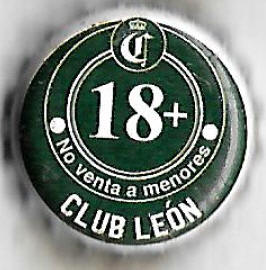 18+
No venta a menores
CLUB LEÓN